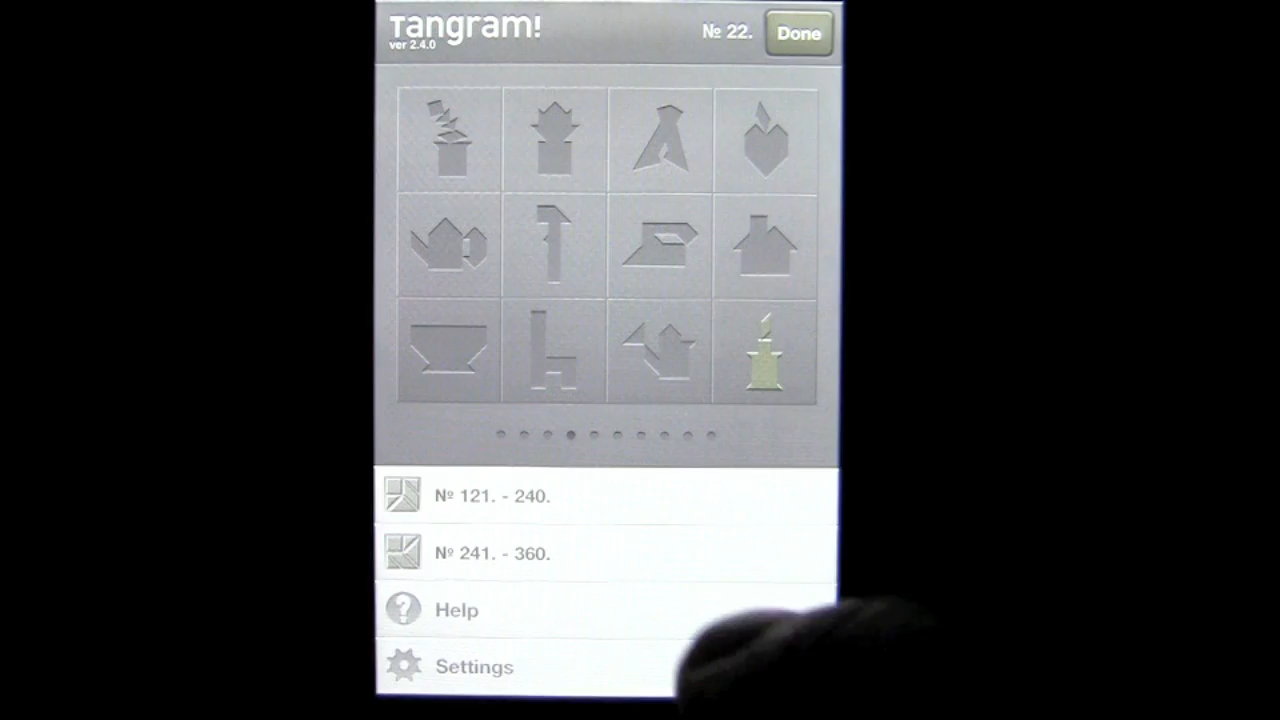 Tangram!
ver 2.4.0
№ 22.
Done
№ 121. - 240.
№ 241. - 360.
Help
Settings